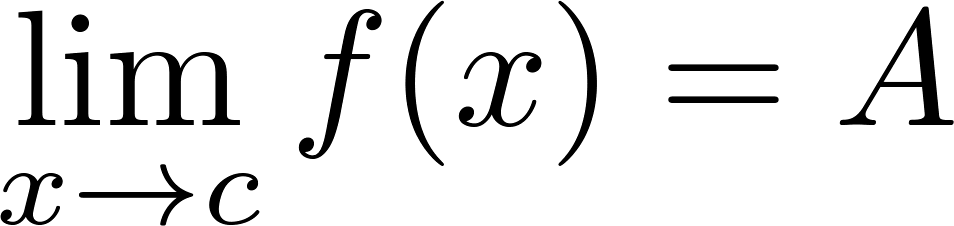 lim f(x) = A
x→c